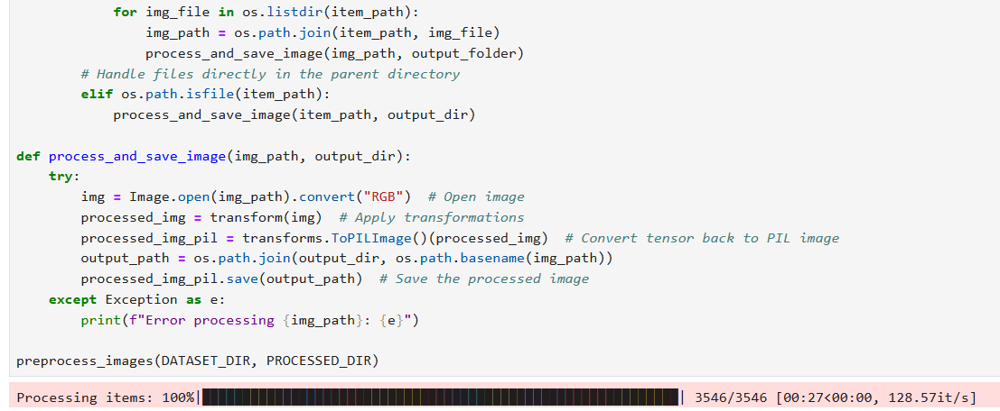 for img_file in os.listdir(item_path):
img_path = os.path.join(item_path, img_file)
process_and_save_image(img_path, output_folder)
# Handle files directly in the parent directory
elif os.path.isfile(item_path):
process_and_save_image(item_path, output_dir)
def process_and_save_image(img_path, output_dir):
try:
img = Image.open(img_path).convert("RGB")  # Open image
processed_img = transform(img)  # Apply transformations
processed_img_pil = transforms.ToPILImage()(processed_img)  # Convert tensor back to PIL image
output_path = os.path.join(output_dir, os.path.basename(img_path))
processed_img_pil.save(output_path)  # Save the processed image
except Exception as e:
print(f"Error processing {img_path}: {e}")
preprocess_images(DATASET_DIR, PROCESSED_DIR)
Processing items: 100%|██████████| 3546/3546 [00:27<00:00, 128.57it/s]